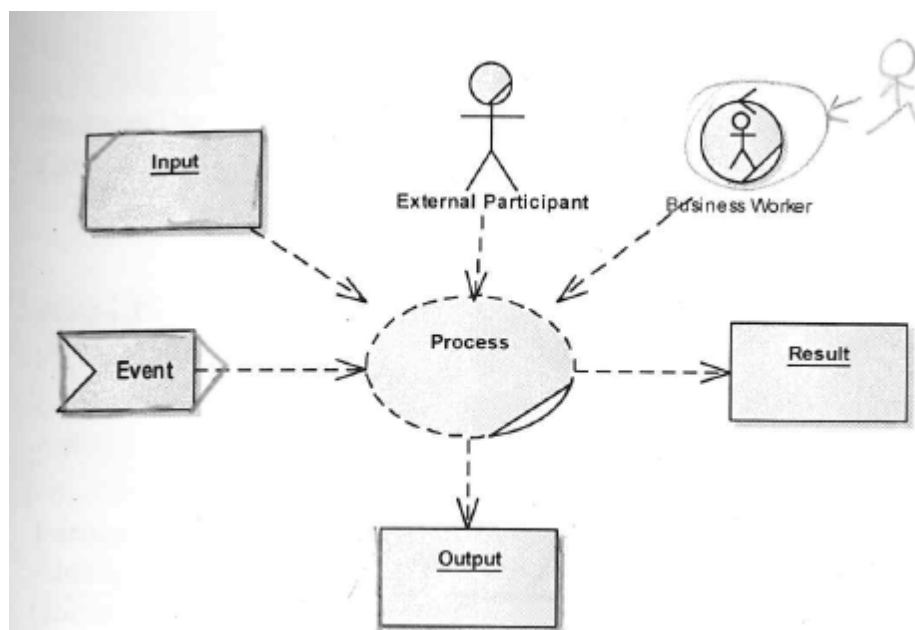 Input
External Participant
Business Worker
Event
Process
Result
Output